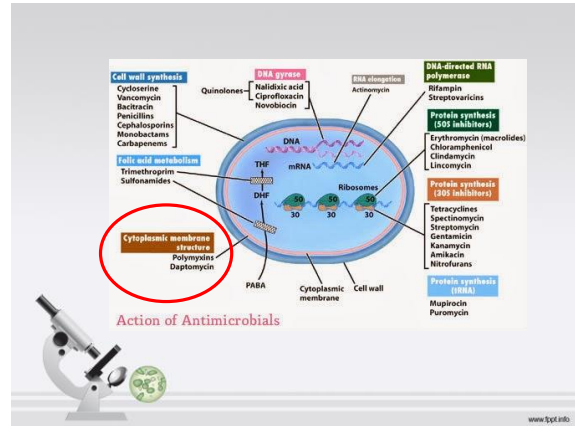 Cell wall synthesis
Cycloserine
Vancomycin
Bacitracin
Penicillins
Cephalosporins
Monobactams
Carbapenems
Folic acid metabolism
Trimethroprim
Sulfonamides
Cytoplasmic membrane
structure
Polymyxins
Daptomycin
DNA gyrase
Quinolones
Nalidixic acid
Ciprofloxacin
Novobiocin
RNA elongation
Actinomycin
DNA-directed RNA
polymerase
Rifampin
Streptovaricins
Protein synthesis
(50S inhibitors)
Erythromycin (macrolides)
Chloramphenicol
Clindamycin
Lincomycin
Protein synthesis
(30S inhibitors)
Tetracyclines
Spectinomycin
Streptomycin
Gentamicin
Kanamycin
Amikacin
Nitrofurans
Protein synthesis
(tRNA)
Mupirocin
Puromycin
DNA
THF
mRNA
Ribosomes
DHF
50 50 50
30 30 30
PABA
Cytoplasmic
membrane
Cell wall
Action of Antimicrobials
www.fppt.info